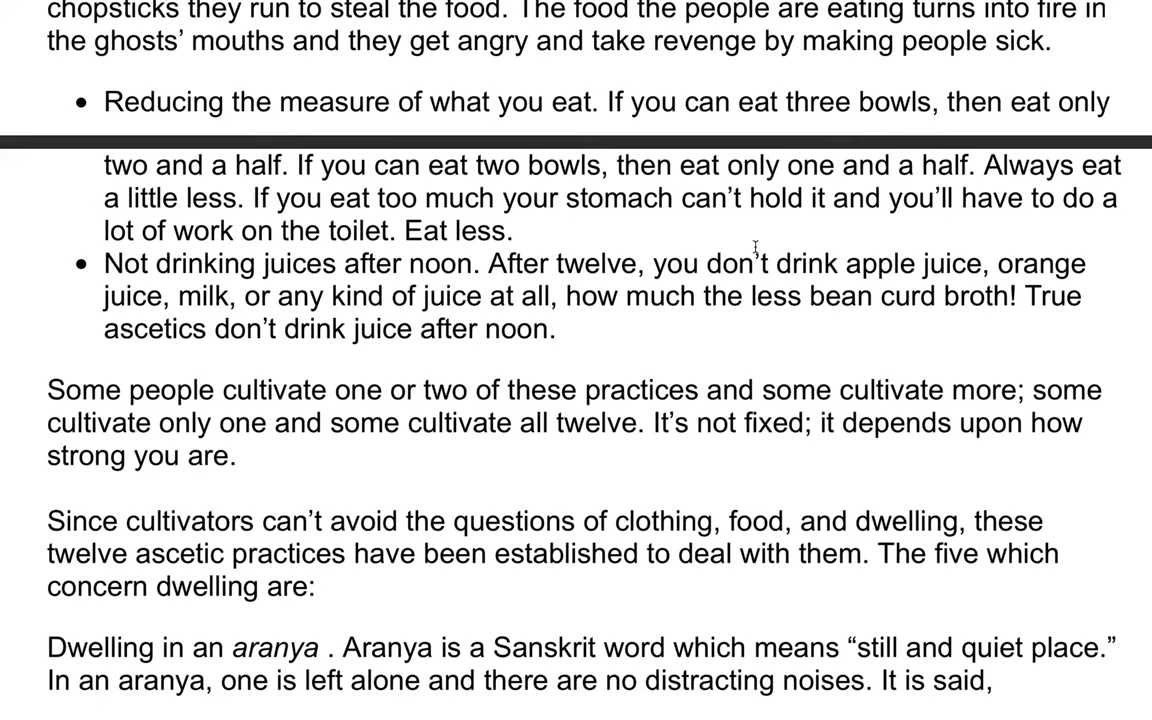 chopsticks they run to steal the food. The food the people are eating turns into fire in
the ghosts’ mouths and they get angry and take revenge by making people sick.
• Reducing the measure of what you eat. If you can eat three bowls, then eat only
two and a half. If you can eat two bowls, then eat only one and a half. Always eat
a little less. If you eat too much your stomach can’t hold it and you’ll have to do a
lot of work on the toilet. Eat less.
• Not drinking juices after noon. After twelve, you don’t drink apple juice, orange
juice, milk, or any kind of juice at all, how much the less bean curd broth! True
ascetics don’t drink juice after noon.
Some people cultivate one or two of these practices and some cultivate more; some
cultivate only one and some cultivate all twelve. It’s not fixed; it depends upon how
strong you are.
Since cultivators can’t avoid the questions of clothing, food, and dwelling, these
twelve ascetic practices have been established to deal with them. The five which
concern dwelling are:
Dwelling in an aranya . Aranya is a Sanskrit word which means “still and quiet place.”
In an aranya, one is left alone and there are no distracting noises. It is said,